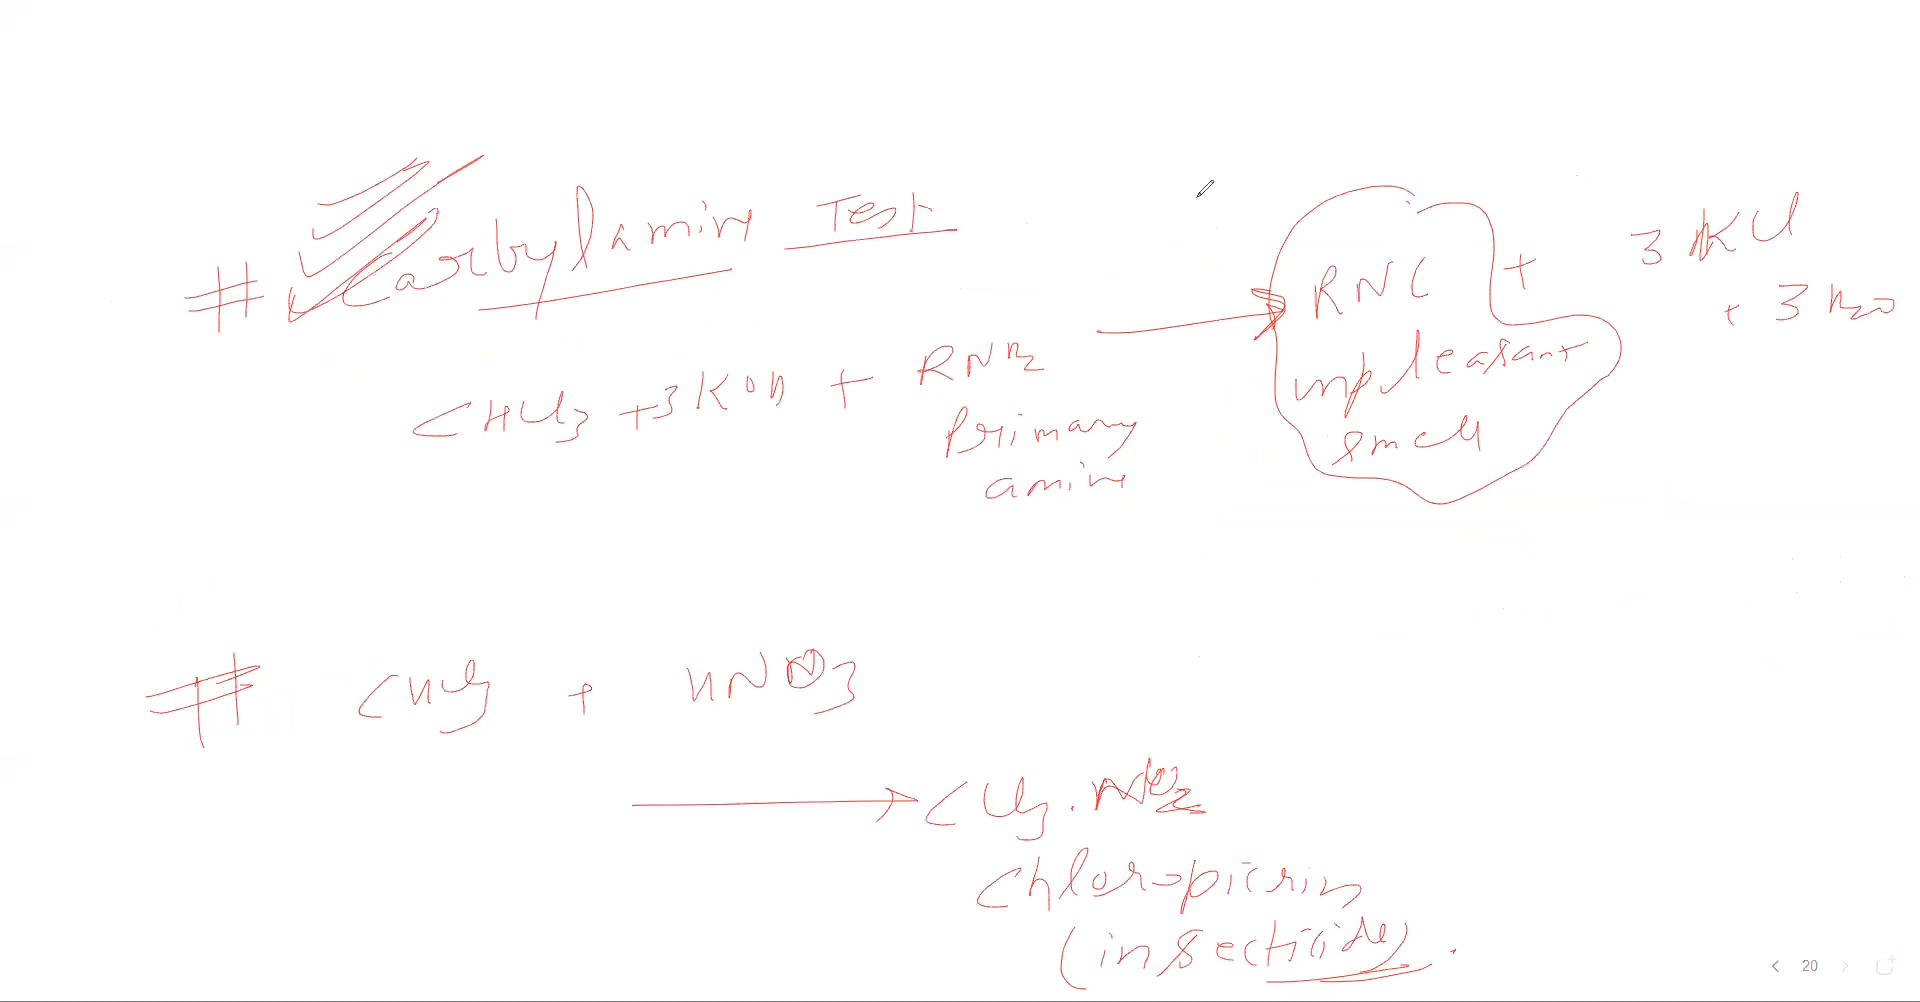 # Carbylamine Test
CHCl3 + 3KOH + RNH2 → RNC + 3KCl
+ 3H2O
primary
amine
unpleasant
smell
# CHCl3 + HNO3
→ CCl3.NO2
Chloropicrin
(insecticide).
20